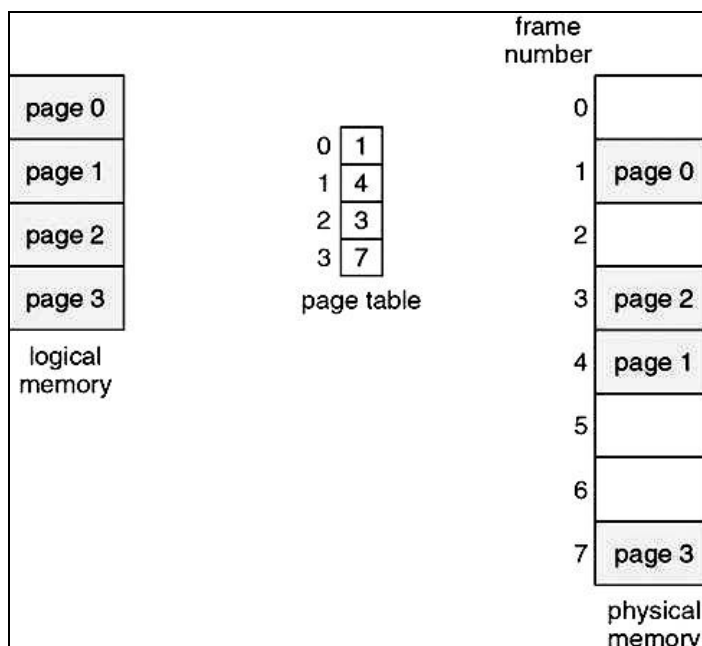 page 0
page 1
page 2
page 3
logical
memory
0 1
1 4
2 3
3 7
page table
frame
number
0
1 page 0
2
3 page 2
4 page 1
5
6
7 page 3
physical
memory